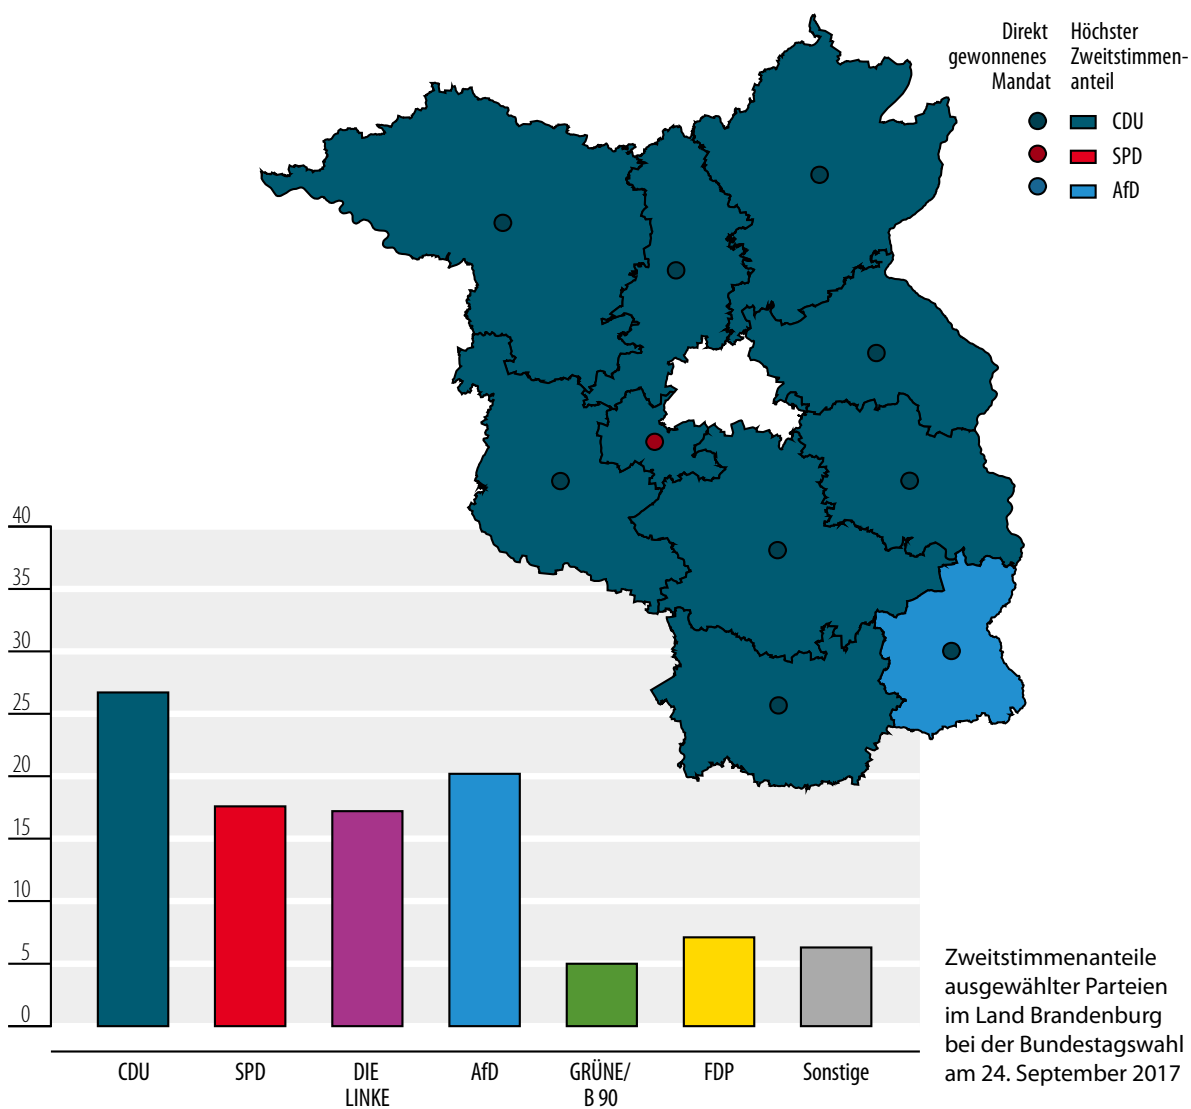 Direkt
gewonnenes
Mandat
Höchster
Zweitstimmen-
anteil
CDU
SPD
AfD
40
35
30
25
20
15
10
5
0
CDU
SPD
DIE
LINKE
AfD
GRÜNE/
B 90
FDP
Sonstige
Zweitstimmenanteile
ausgewählter Parteien
im Land Brandenburg
bei der Bundestagswahl
am 24. September 2017